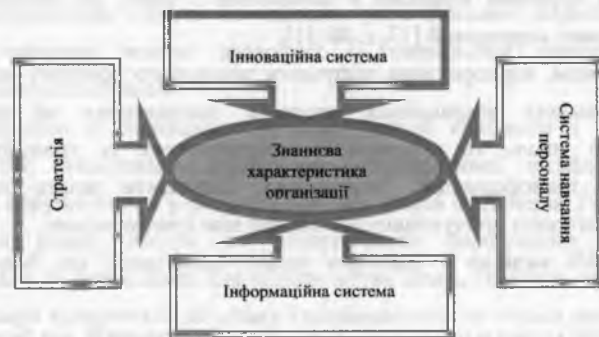 Інноваційна система
Стратегія
Знаннєва
характеристика
організації
Система навчання
персоналу
Інформаційна система